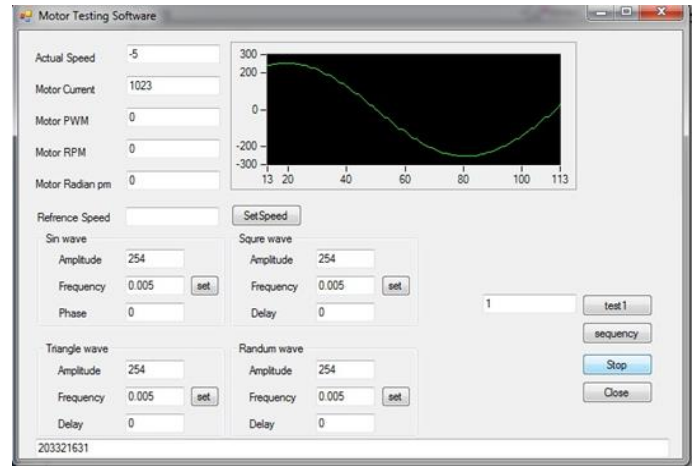 Motor Testing Software
Actual Speed -5
Motor Current 1023
Motor PWM 0
Motor RPM 0
Motor Radian pm 0
300
200
0
-200
-300
13 20 40 60 80 100 113
Refrence Speed SetSpeed
Sin wave
Amplitude 254
Frequency 0.005 set
Phase 0
Squre wave
Amplitude 254
Frequency 0.005 set
Delay 0
1 test1
sequency
Stop
Close
Triangle wave
Amplitude 254
Frequency 0.005 set
Delay 0
Randum wave
Amplitude 254
Frequency 0.005 set
Delay 0
203321631